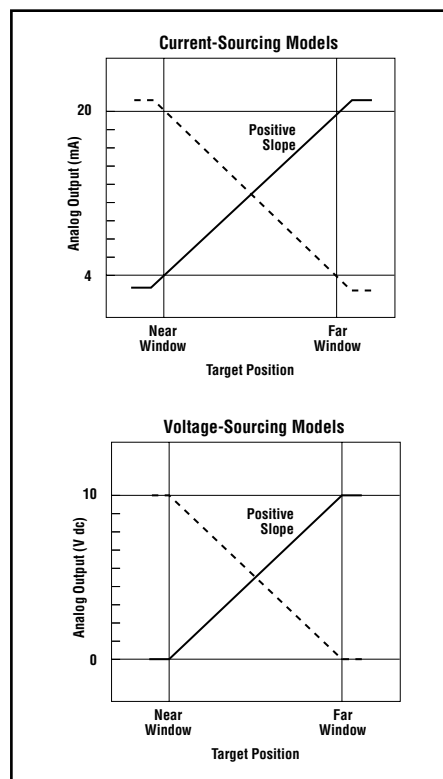 Current-Sourcing Models
20
Positive
Slope
Analog Output (mA)
4
Near
Window
Far
Window
Target Position
Voltage-Sourcing Models
10
Positive
Slope
Analog Output (V dc)
0
Near
Window
Far
Window
Target Position